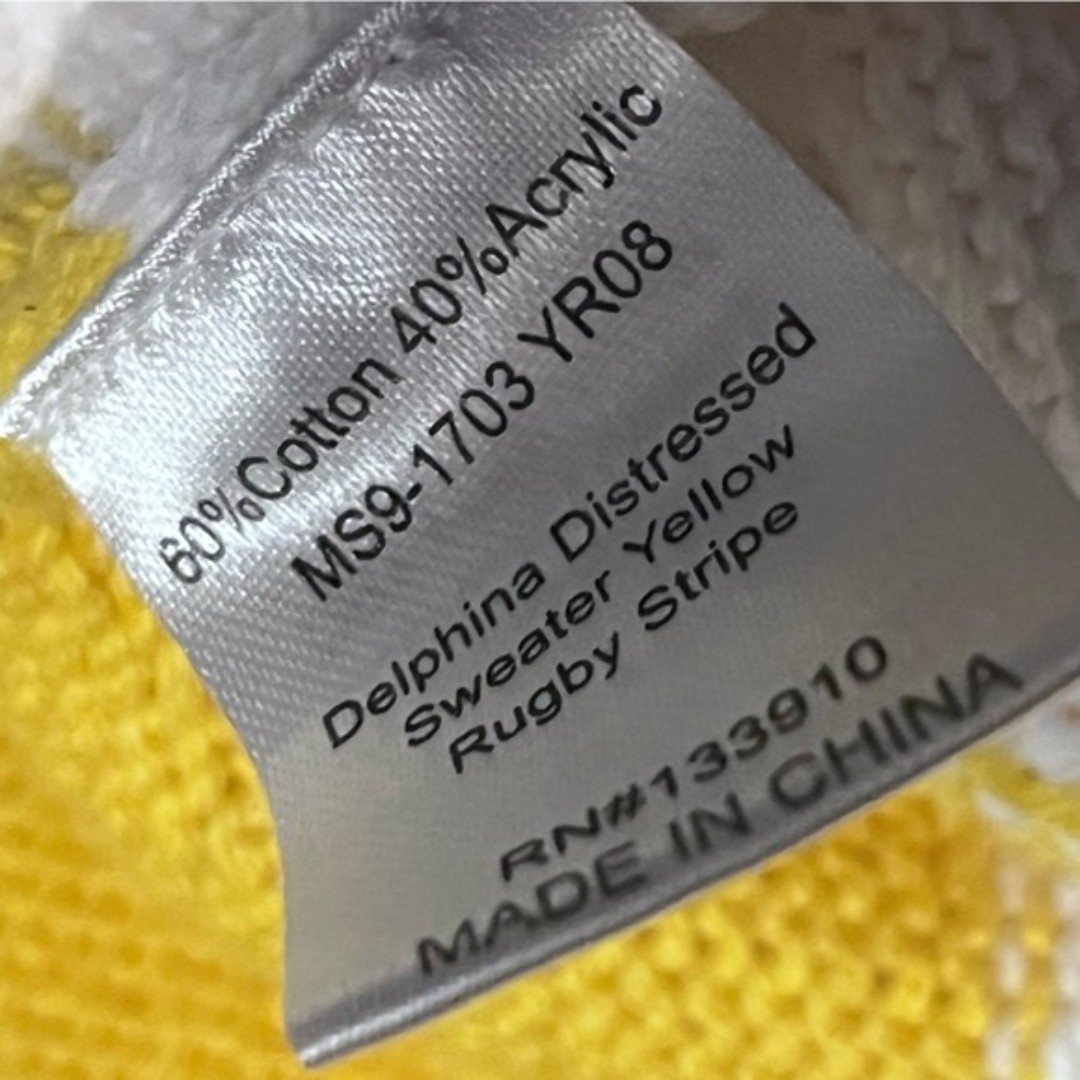 60%Cotton 40%Acrylic
MS9-1703 YR08
Delphina Distressed
Sweater Yellow
Rugby Stripe
RN#133910
MADE IN CHINA